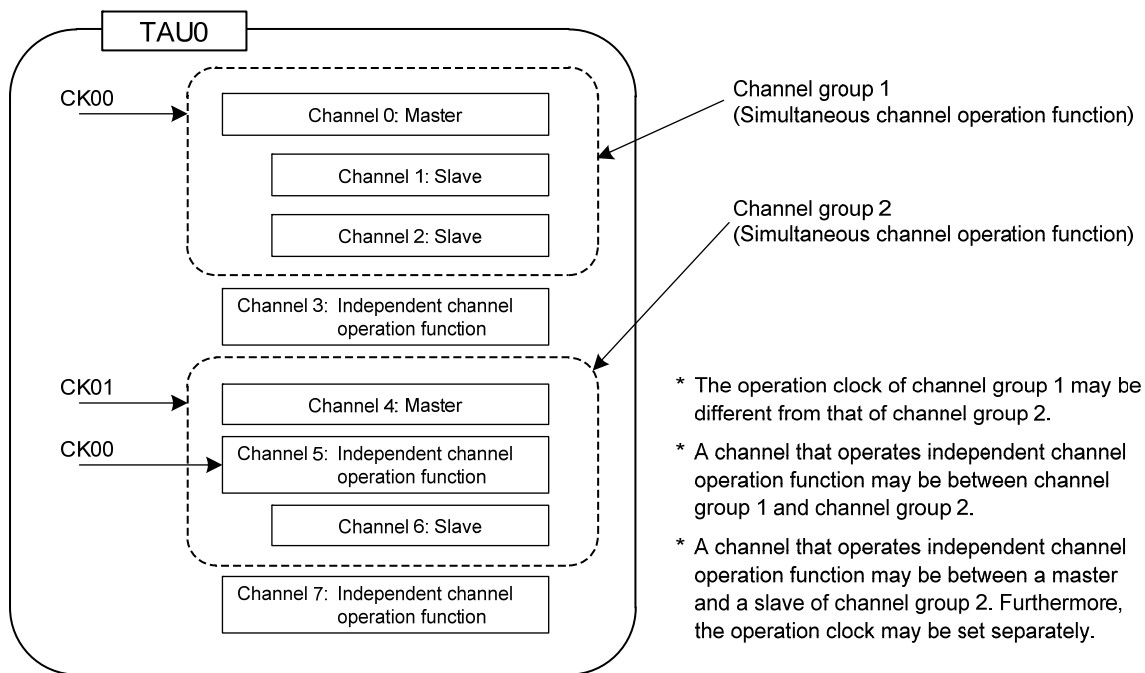 TAU0
CK00
Channel 0: Master
Channel 1: Slave
Channel 2: Slave
Channel group 1
(Simultaneous channel operation function)
Channel group 2
(Simultaneous channel operation function)
Channel 3: Independent channel
operation function
CK01
Channel 4: Master
CK00
Channel 5: Independent channel
operation function
Channel 6: Slave
Channel 7: Independent channel
operation function
* The operation clock of channel group 1 may be
different from that of channel group 2.
* A channel that operates independent channel
operation function may be between channel
group 1 and channel group 2.
* A channel that operates independent channel
operation function may be between a master
and a slave of channel group 2. Furthermore,
the operation clock may be set separately.